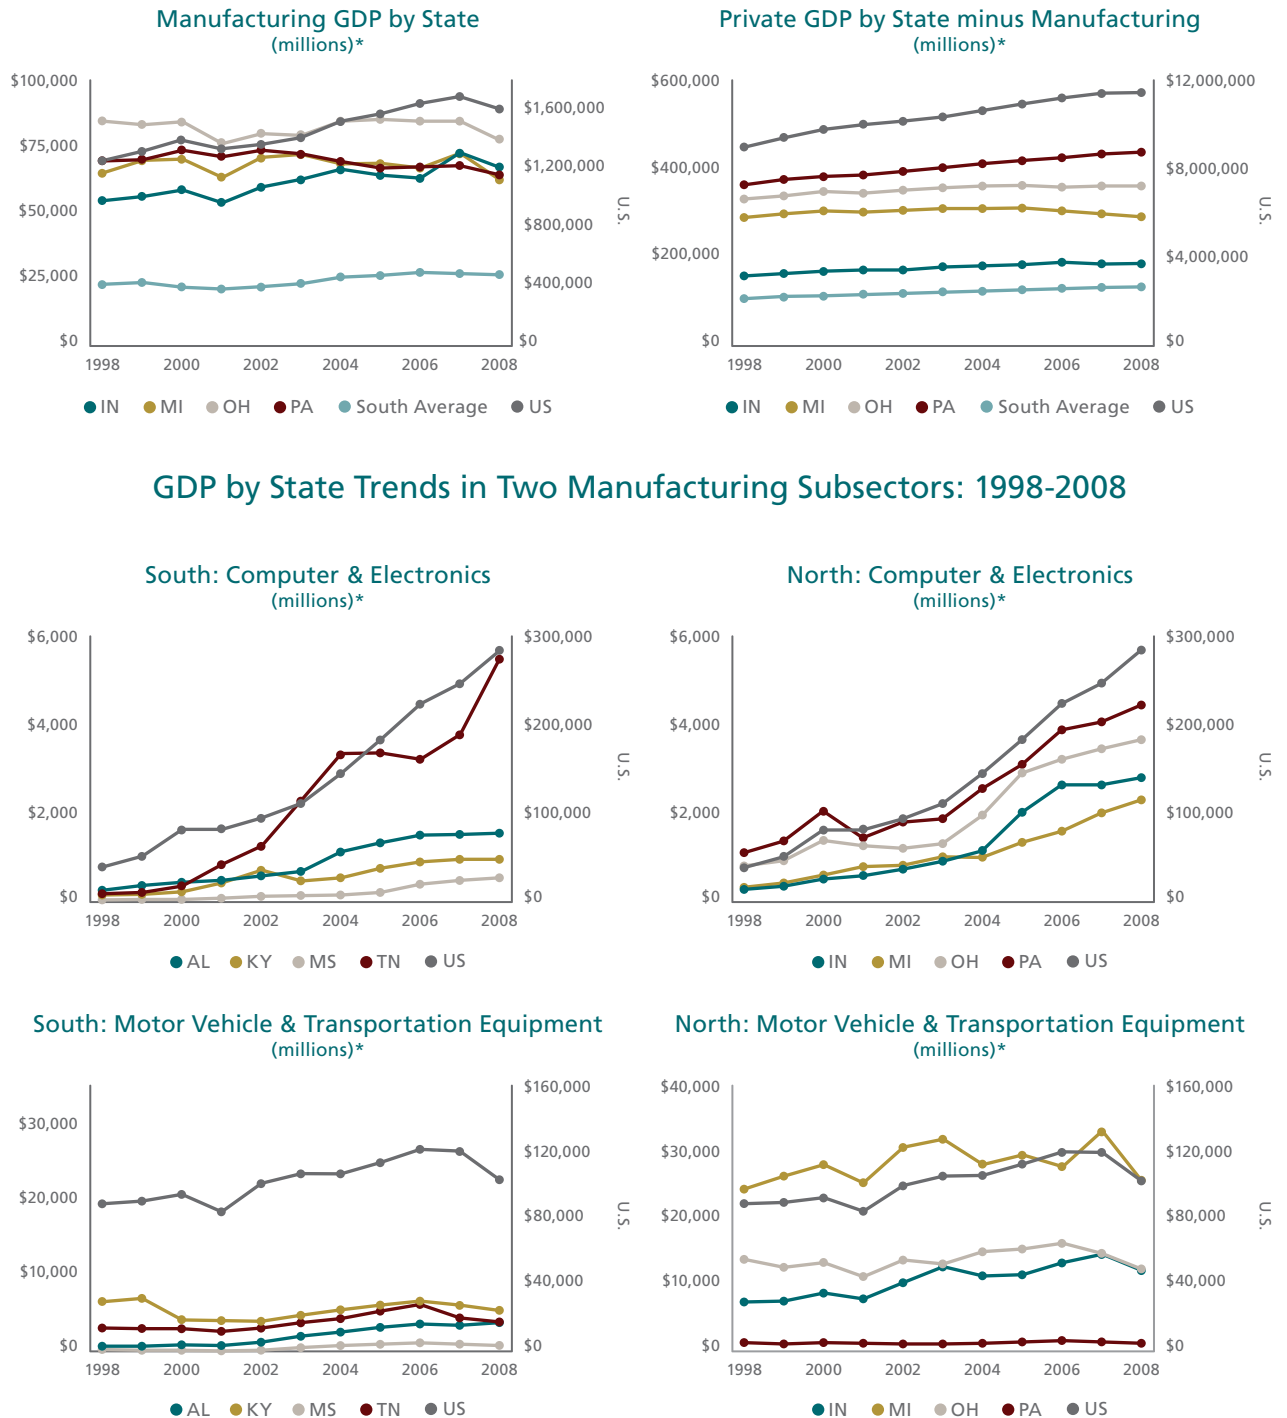 Manufacturing GDP by State
(millions)*
$100,000
$75,000
$50,000
$25,000
$0
$1,600,000
$1,200,000
$800,000
$400,000
$0
U.S.
1998 2000 2002 2004 2006 2008
IN MI OH PA South Average US
Private GDP by State minus Manufacturing
(millions)*
$600,000
$400,000
$200,000
$0
$12,000,000
$8,000,000
$4,000,000
$0
U.S.
1998 2000 2002 2004 2006 2008
IN MI OH PA South Average US
GDP by State Trends in Two Manufacturing Subsectors: 1998-2008
South: Computer & Electronics
(millions)*
$6,000
$4,000
$2,000
$0
$300,000
$200,000
$100,000
$0
U.S.
1998 2000 2002 2004 2006 2008
AL KY MS TN US
North: Computer & Electronics
(millions)*
$6,000
$4,000
$2,000
$0
$300,000
$200,000
$100,000
$0
U.S.
1998 2000 2002 2004 2006 2008
IN MI OH PA US
South: Motor Vehicle & Transportation Equipment
(millions)*
$30,000
$20,000
$10,000
$0
$160,000
$120,000
$80,000
$40,000
$0
U.S.
1998 2000 2002 2004 2006 2008
AL KY MS TN US
North: Motor Vehicle & Transportation Equipment
(millions)*
$40,000
$30,000
$20,000
$10,000
$0
$160,000
$120,000
$80,000
$40,000
$0
U.S.
1998 2000 2002 2004 2006 2008
IN MI OH PA US